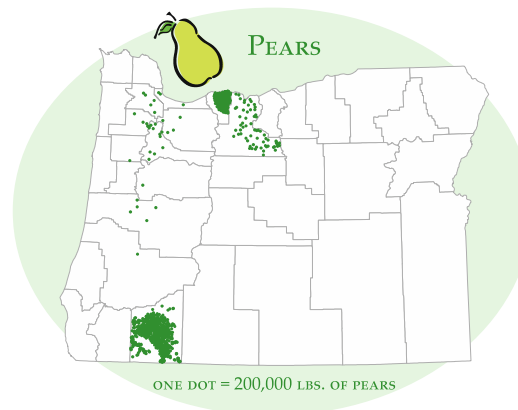 Pears
one dot = 200,000 lbs. of pears